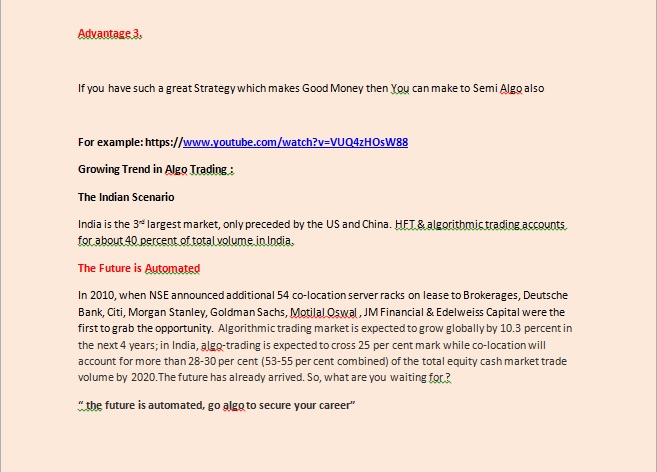 Advantage 3.
If you have such a great Strategy which makes Good Money then You can make to Semi Algo also
For example: https://www.youtube.com/watch?v=VUQ4zHOsW88
Growing Trend in Algo Trading :
The Indian Scenario
India is the 3rd largest market, only preceded by the US and China. HFT & algorithmic trading accounts
for about 40 percent of total volume in India.
The Future is Automated
In 2010, when NSE announced additional 54 co-location server racks on lease to Brokerages, Deutsche
Bank, Citi, Morgan Stanley, Goldman Sachs, Motilal Oswal , JM Financial & Edelweiss Capital were the
first to grab the opportunity. Algorithmic trading market is expected to grow globally by 10.3 percent in
the next 4 years; in India, algo-trading is expected to cross 25 per cent mark while co-location will
account for more than 28-30 per cent (53-55 per cent combined) of the total equity cash market trade
volume by 2020.The future has already arrived. So, what are you waiting for ?
“ the future is automated, go algo to secure your career”